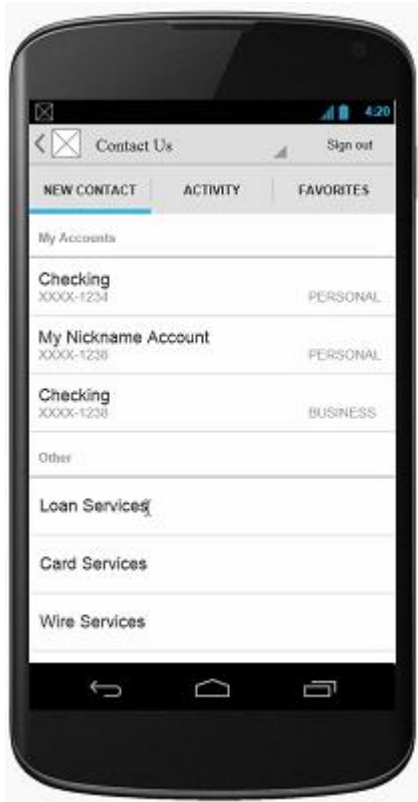 4:20
Contact Us Sign out
NEW CONTACT ACTIVITY FAVORITES
My Accounts
Checking
XXXX-1234 PERSONAL
My Nickname Account
XXXX-1238 PERSONAL
Checking
XXXX-1238 BUSINESS
Other
Loan Services
Card Services
Wire Services